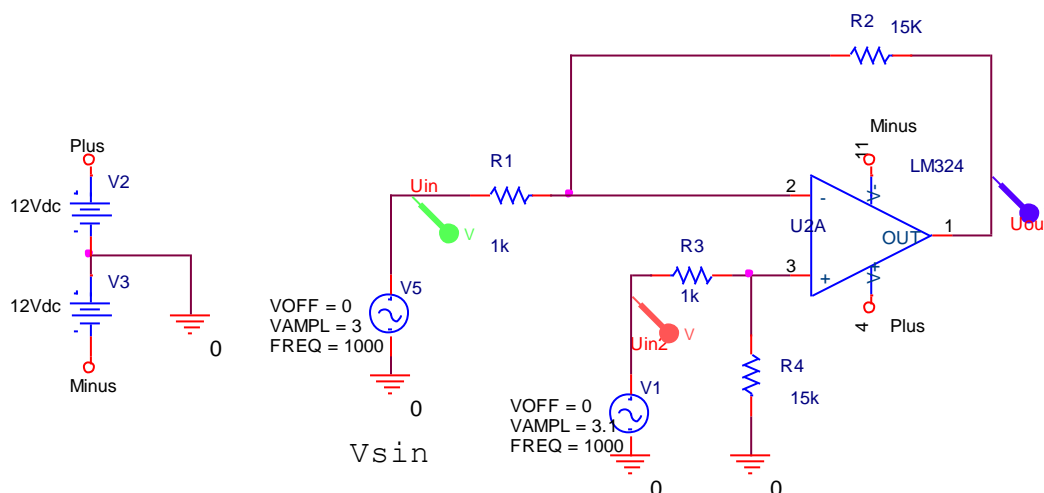 R2 15K
Plus
V2
12Vdc
V3
12Vdc
0
Minus
Uin
R1
V
1k
V5
VOFF = 0
VAMPL = 3
FREQ = 1000
0
Vsin
Minus
11
LM324
V-
2
-
U2A
OUT
1
3
+
V+
4
Plus
Uou
R3
1k
V
Uin2
V1
VOFF = 0
VAMPL = 3.1
FREQ = 1000
0
R4
15k
0